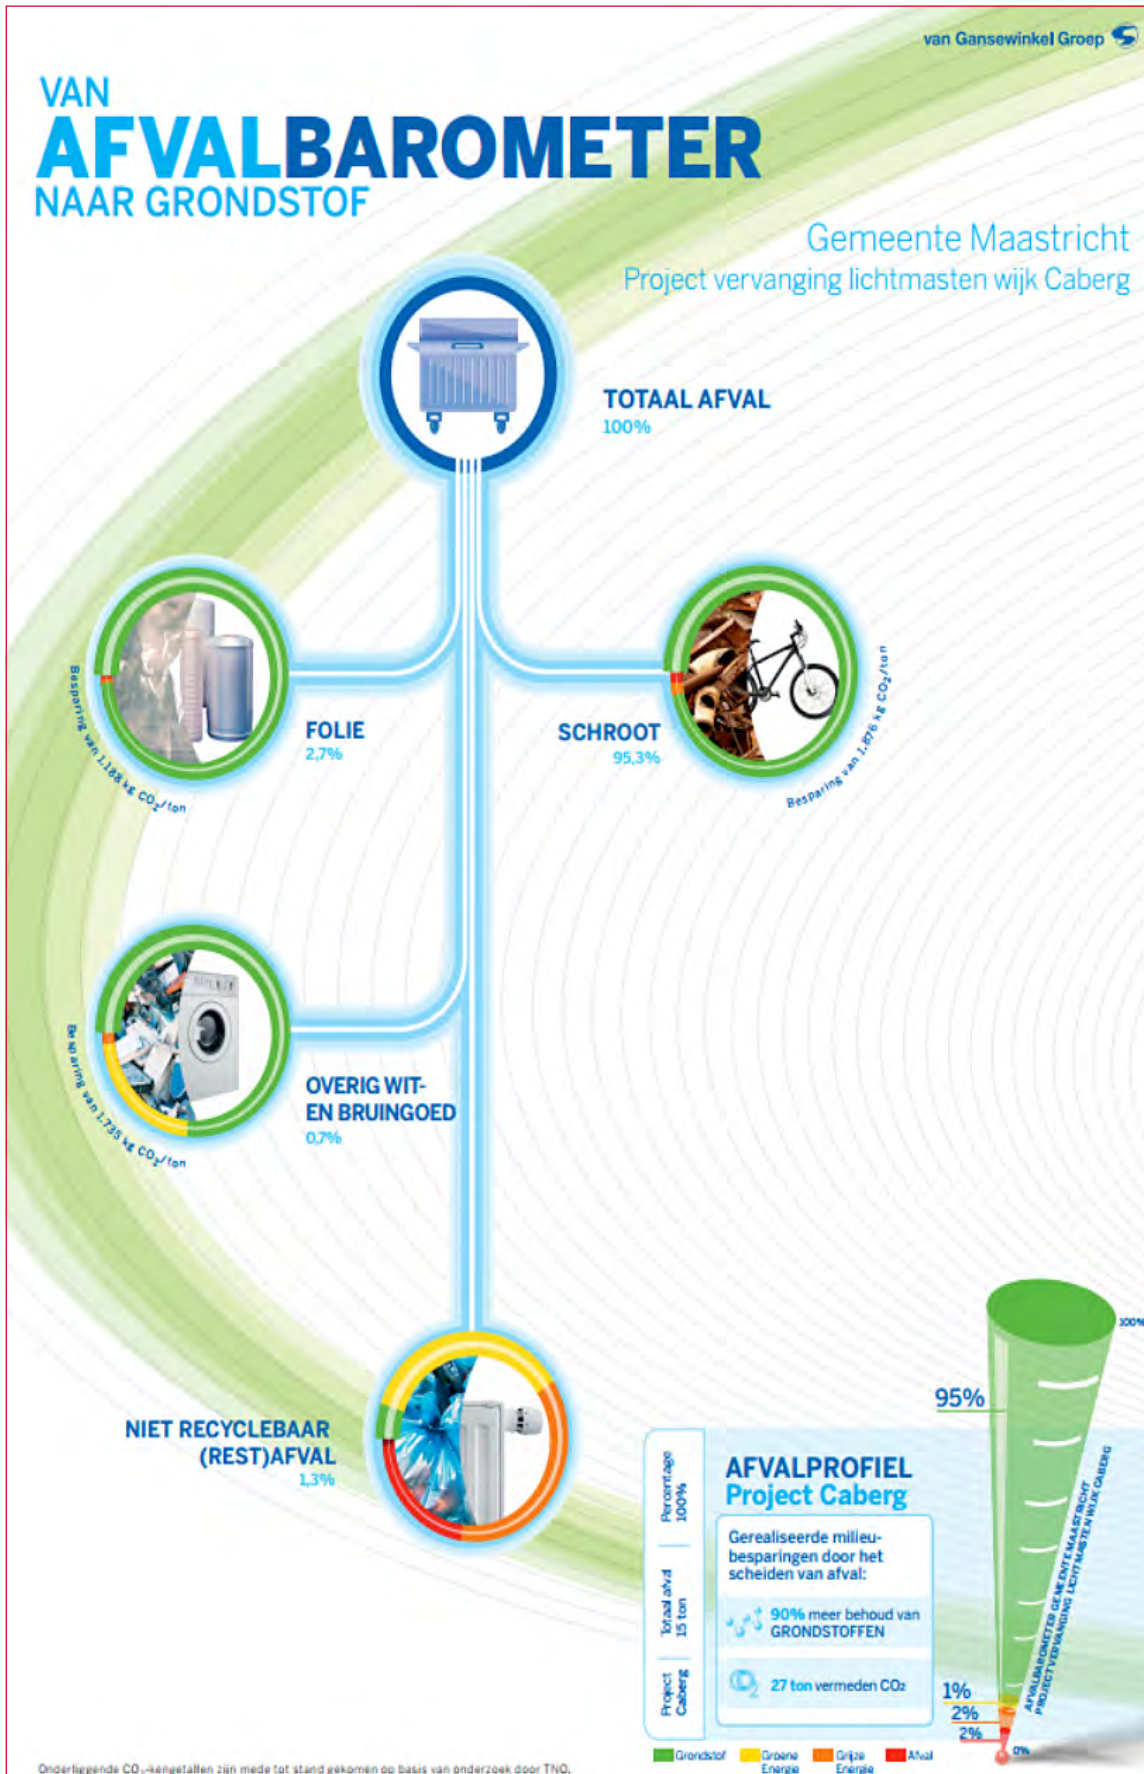 van Gansewinkel Groep
VAN
AFVALBAROMETER
NAAR GRONDSTOF
Gemeente Maastricht
Project vervanging lichtmasten wijk Caberg
TOTAAL AFVAL
100%
Besparing van 1.188 kg CO₂/ton
FOLIE
2,7%
SCHROOT
95,3%
Besparing van 1.876 kg CO₂/ton
Besparing van 1.735 kg CO₂/ton
OVERIG WIT-
EN BRUINGOED
0,7%
NIET RECYCLEBAAR
(REST)AFVAL
1,3%
Percentage
100%
Totaal afval
15 ton
Project
Caberg
AFVALPROFIEL
Project Caberg
Gerealiseerde milieu-
besparingen door het
scheiden van afval:
90% meer behoud van
GRONDSTOFFEN
27 ton vermeden CO₂
Grondstof
Groene
Energie
Grijze
Energie
Afval
100%
95%
1%
2%
2%
0%
AFVALBAROMETER GEMEENTE MAASTRICHT
PROJECT VERVANGING LICHTMASTEN WIJK CABERG
Onderliggende CO₂-kengetallen zijn mede tot stand gekomen op basis van onderzoek door TNO.